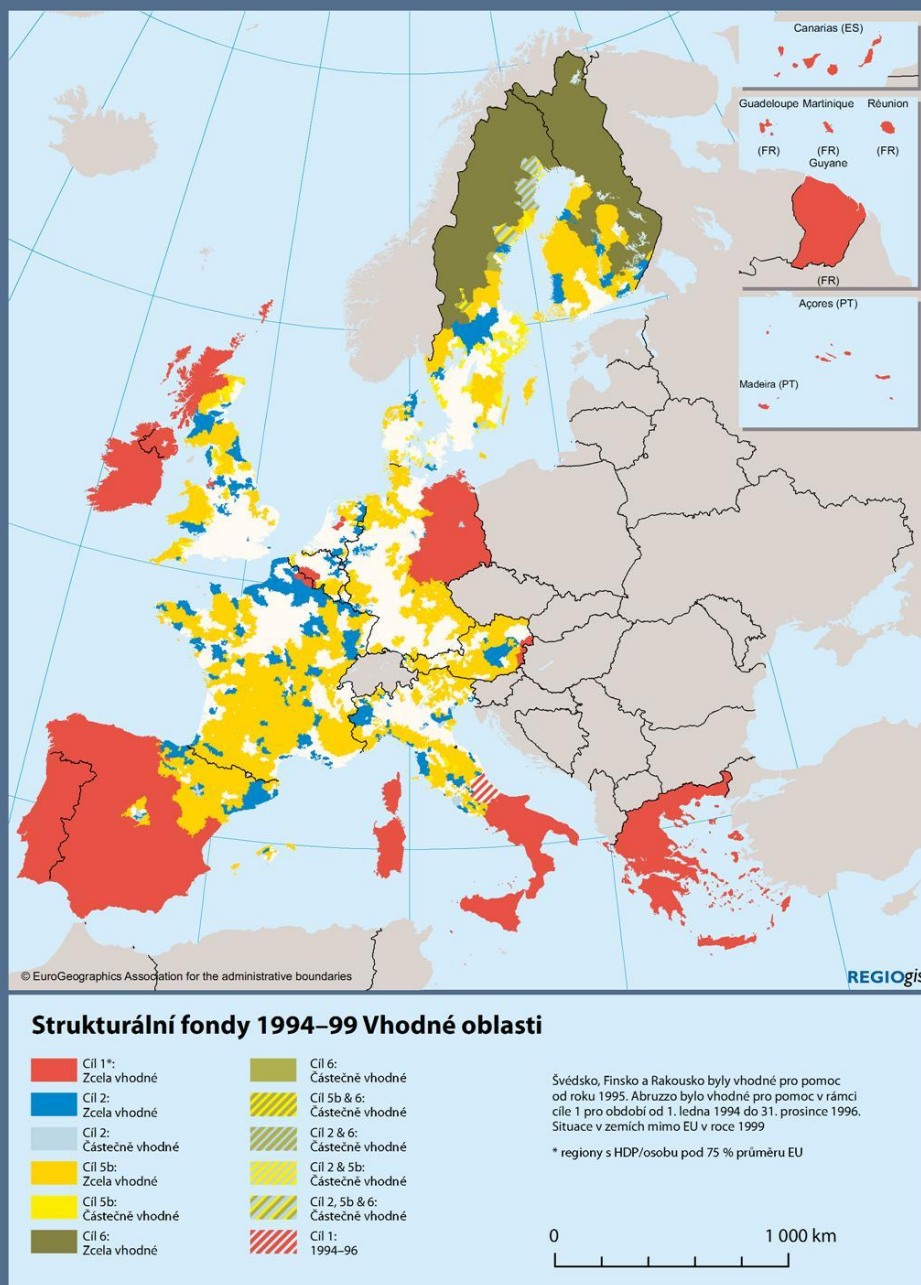 Canarias (ES)
Guadeloupe Martinique Réunion
(FR) (FR) (FR)
Guyane
(FR)
Açores (PT)
Madeira (PT)
© EuroGeographics Association for the administrative boundaries
REGIOgis
Strukturální fondy 1994–99 Vhodné oblasti
Cíl 1*:
Zcela vhodné
Cíl 2:
Zcela vhodné
Cíl 2:
Částečně vhodné
Cíl 5b:
Zcela vhodné
Cíl 5b:
Částečně vhodné
Cíl 6:
Zcela vhodné
Cíl 6:
Částečně vhodné
Cíl 5b & 6:
Částečně vhodné
Cíl 2 & 6:
Částečně vhodné
Cíl 2 & 5b:
Částečně vhodné
Cíl 2, 5b & 6:
Částečně vhodné
Cíl 1:
1994–96
Švédsko, Finsko a Rakousko byly vhodné pro pomoc
od roku 1995. Abruzzo bylo vhodné pro pomoc v rámci
cíle 1 pro období od 1. ledna 1994 do 31. prosince 1996.
Situace v zemích mimo EU v roce 1999
* regiony s HDP/osobu pod 75 % průměru EU
0 1 000 km